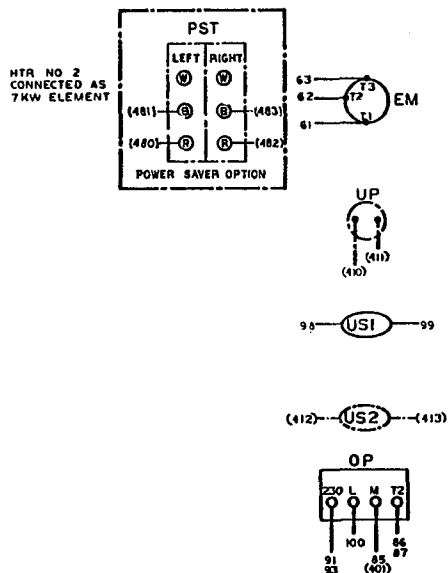 PST
LEFT RIGHT
W W
HTR NO 2
CONNECTED AS
7KW ELEMENT
(481) B B (483)
(480) R R (482)
POWER SAVER OPTION
63 T3
62 T2 EM
61 T1
UP
(410) (411)
98 US1 99
(412) US2 (413)
OP
230 L M T2
91
93
100
85
(401)
86
87